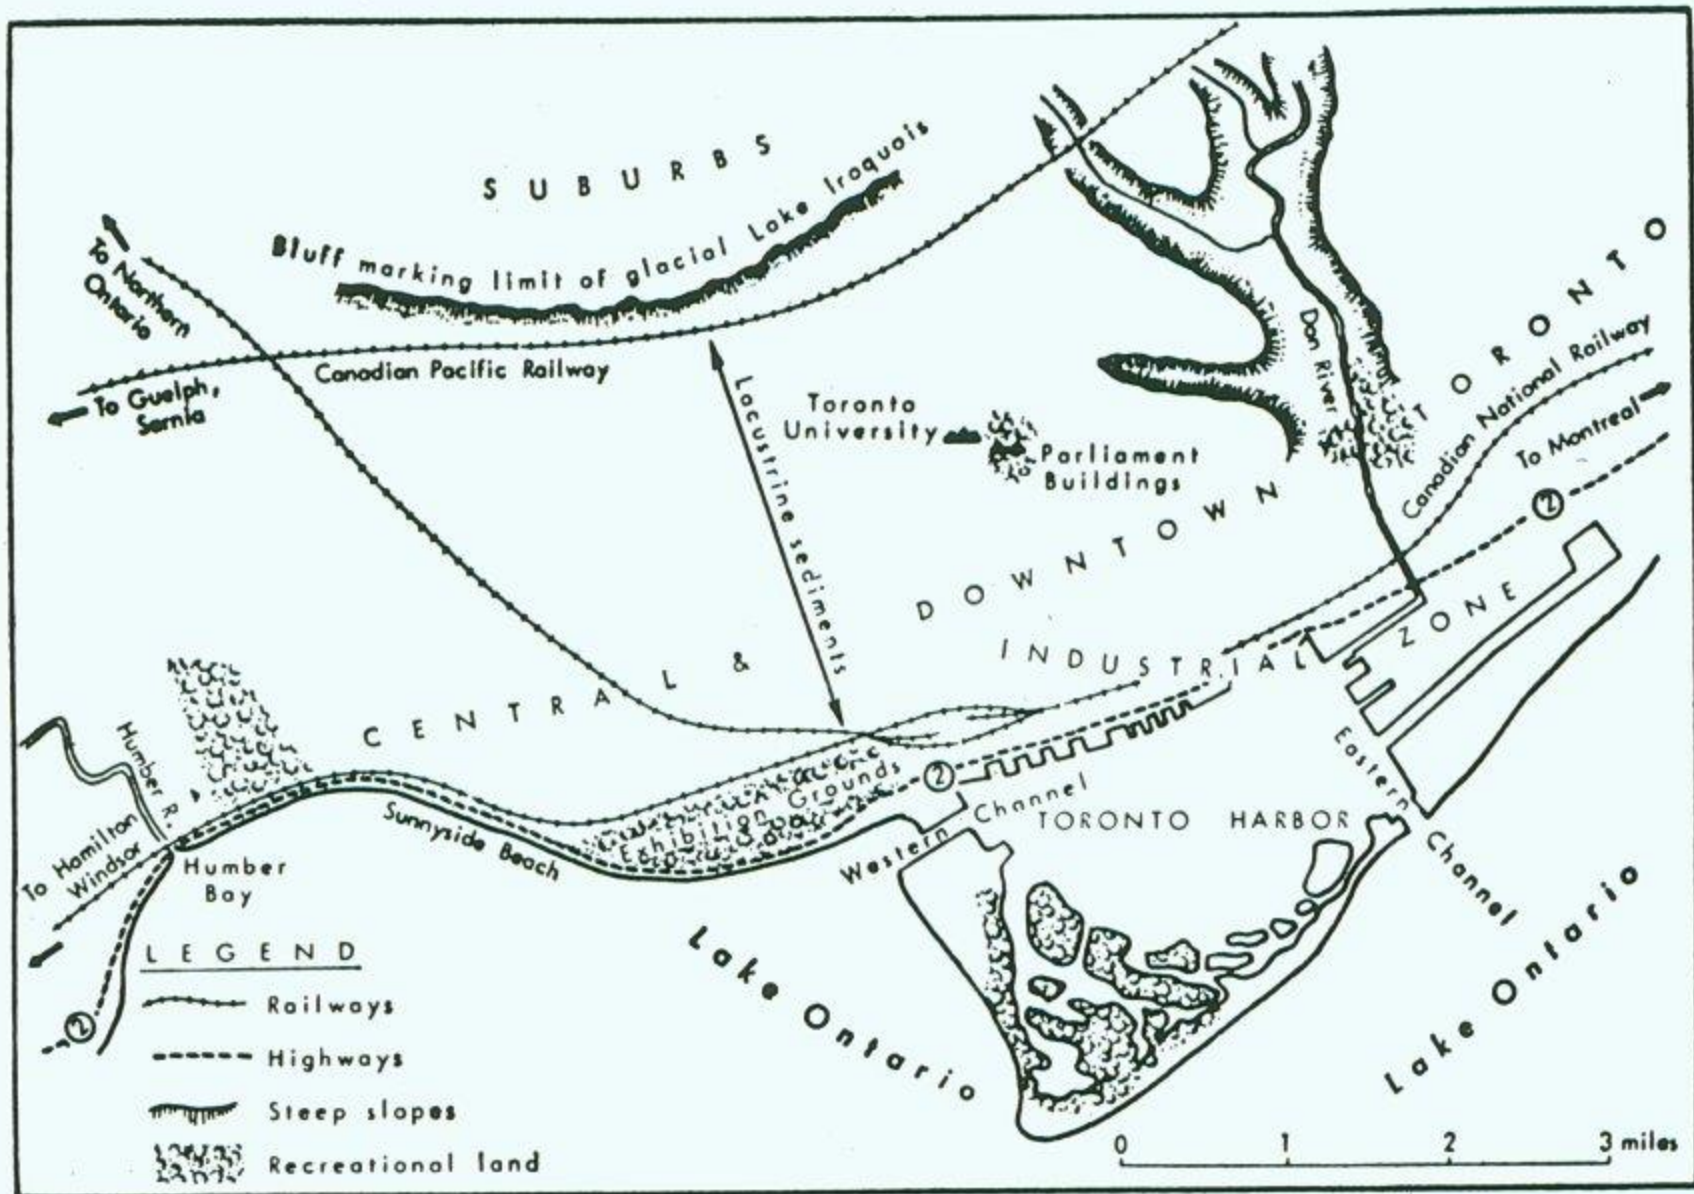 SUBURBS
Bluff marking limit of glacial Lake Iroquois
To Northern
Ontario
Canadian Pacific Railway
To Guelph,
Sarnia
Lacustrine sediments
Toronto
University
Parliament
Buildings
Don River
TORONTO
Canadian National Railway
To Montreal
2
CENTRAL & DOWNTOWN
INDUSTRIAL ZONE
Humber R.
To Hamilton
Windsor
Humber
Bay
Sunnyside Beach
Exhibition Grounds
2
Western Channel
TORONTO HARBOR
Eastern Channel
Lake Ontario
Lake Ontario
2
LEGEND
Railways
Highways
Steep slopes
Recreational land
0 1 2 3 miles